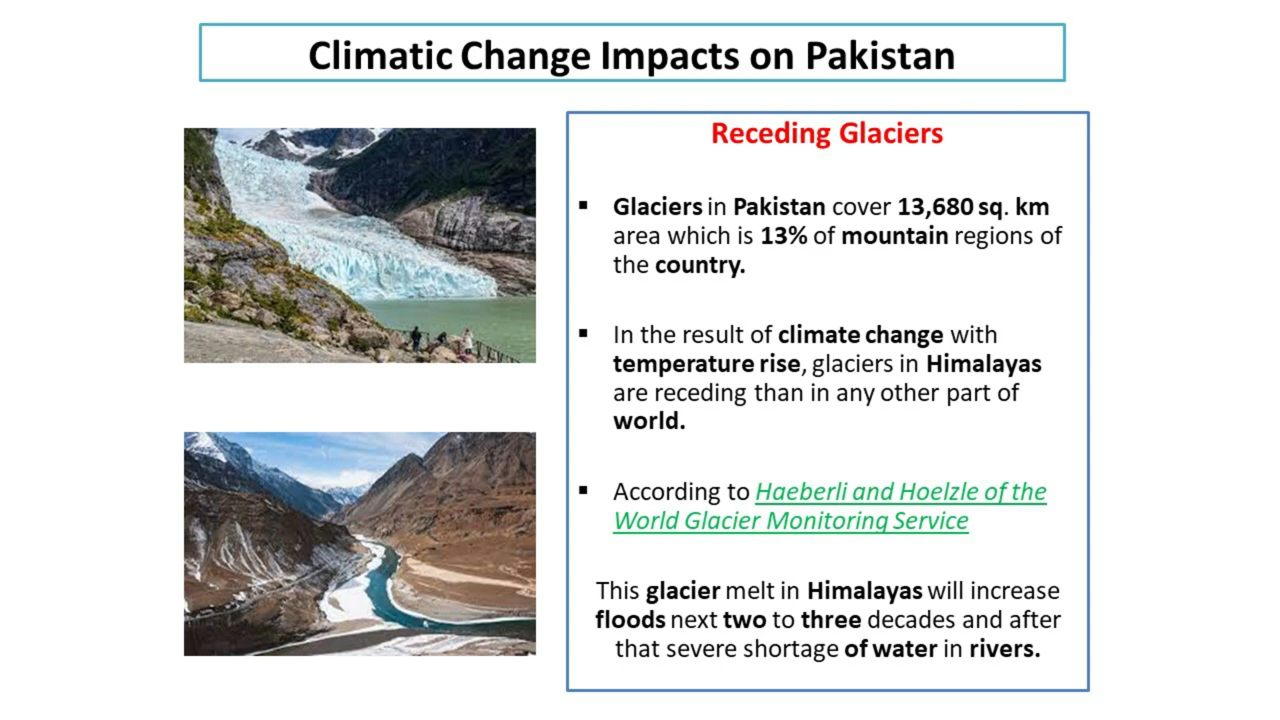 Climatic Change Impacts on Pakistan
Receding Glaciers
▪ Glaciers in Pakistan cover 13,680 sq. km
area which is 13% of mountain regions of
the country.
▪ In the result of climate change with
temperature rise, glaciers in Himalayas
are receding than in any other part of
world.
▪ According to Haeberli and Hoelzle of the
World Glacier Monitoring Service
This glacier melt in Himalayas will increase
floods next two to three decades and after
that severe shortage of water in rivers.